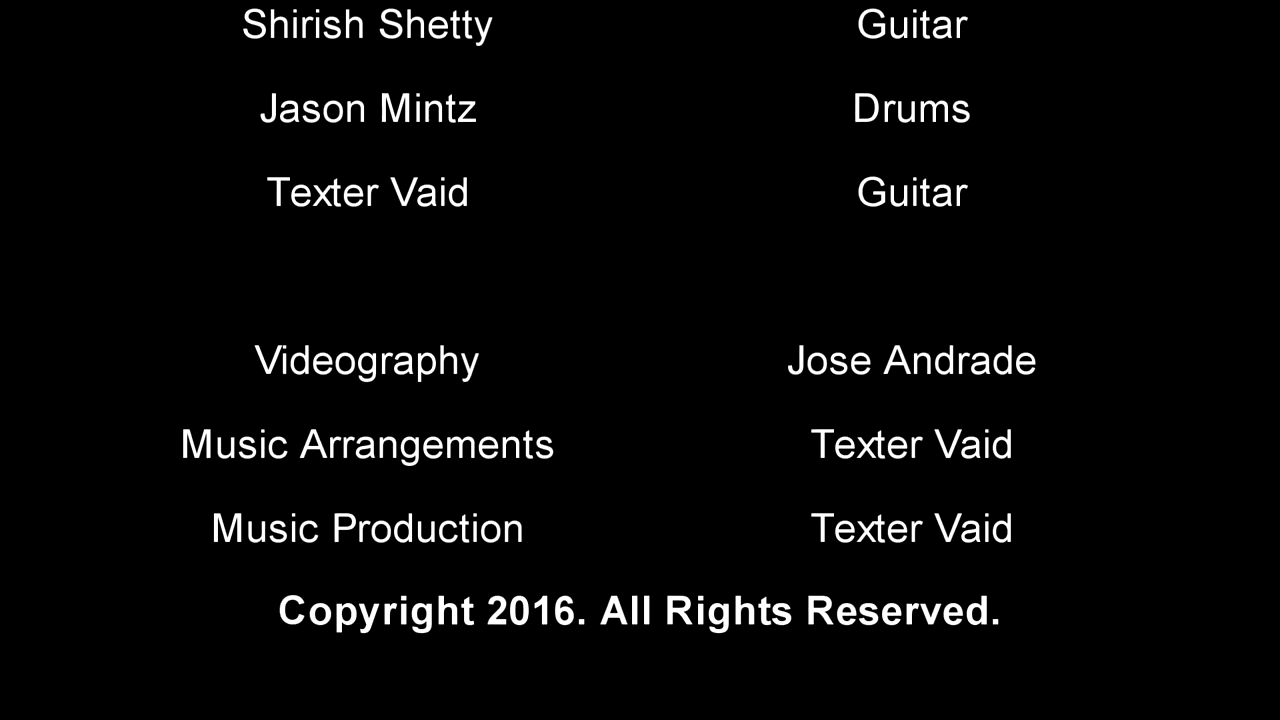 Shirish Shetty Guitar
Jason Mintz Drums
Texter Vaid Guitar
Videography Jose Andrade
Music Arrangements Texter Vaid
Music Production Texter Vaid
Copyright 2016. All Rights Reserved.